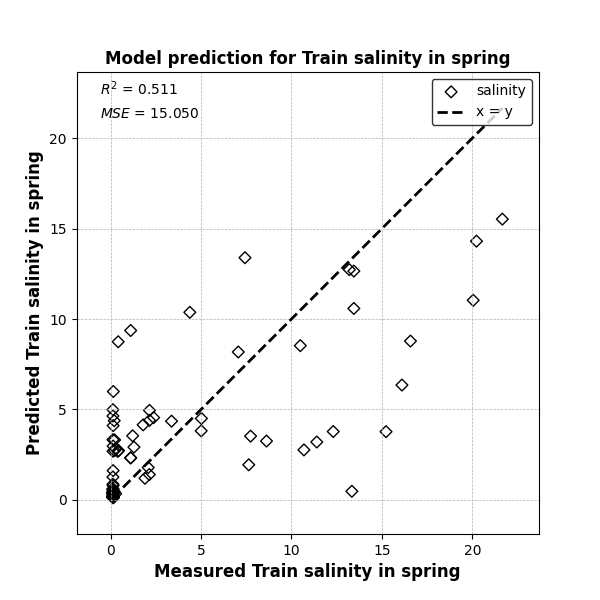 Model prediction for Train salinity in spring
R² = 0.511
MSE = 15.050
salinity
x = y
Predicted Train salinity in spring
20
15
10
5
0
0 5 10 15 20
Measured Train salinity in spring